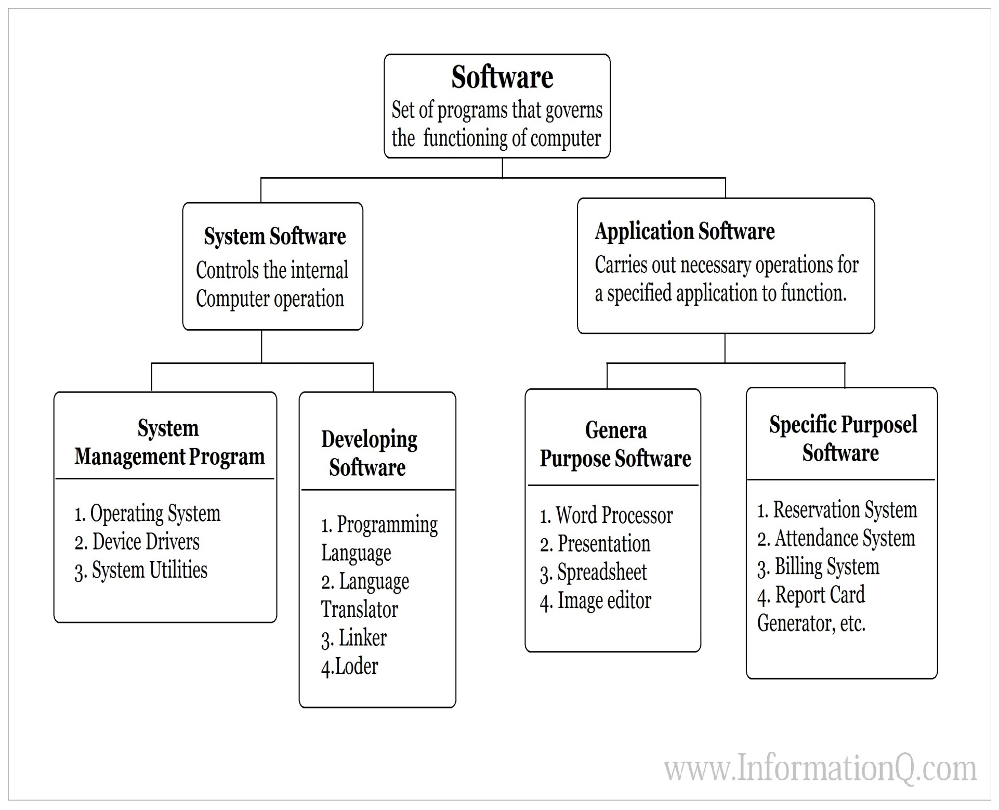 Software
Set of programs that governs
the functioning of computer
System Software
Controls the internal
Computer operation
Application Software
Carries out necessary operations for
a specified application to function.
System
Management Program
1. Operating System
2. Device Drivers
3. System Utilities
Developing
Software
1. Programming
Language
2. Language
Translator
3. Linker
4.Loder
Genera
Purpose Software
1. Word Processor
2. Presentation
3. Spreadsheet
4. Image editor
Specific Purposel
Software
1. Reservation System
2. Attendance System
3. Billing System
4. Report Card
Generator, etc.
www.InformationQ.com